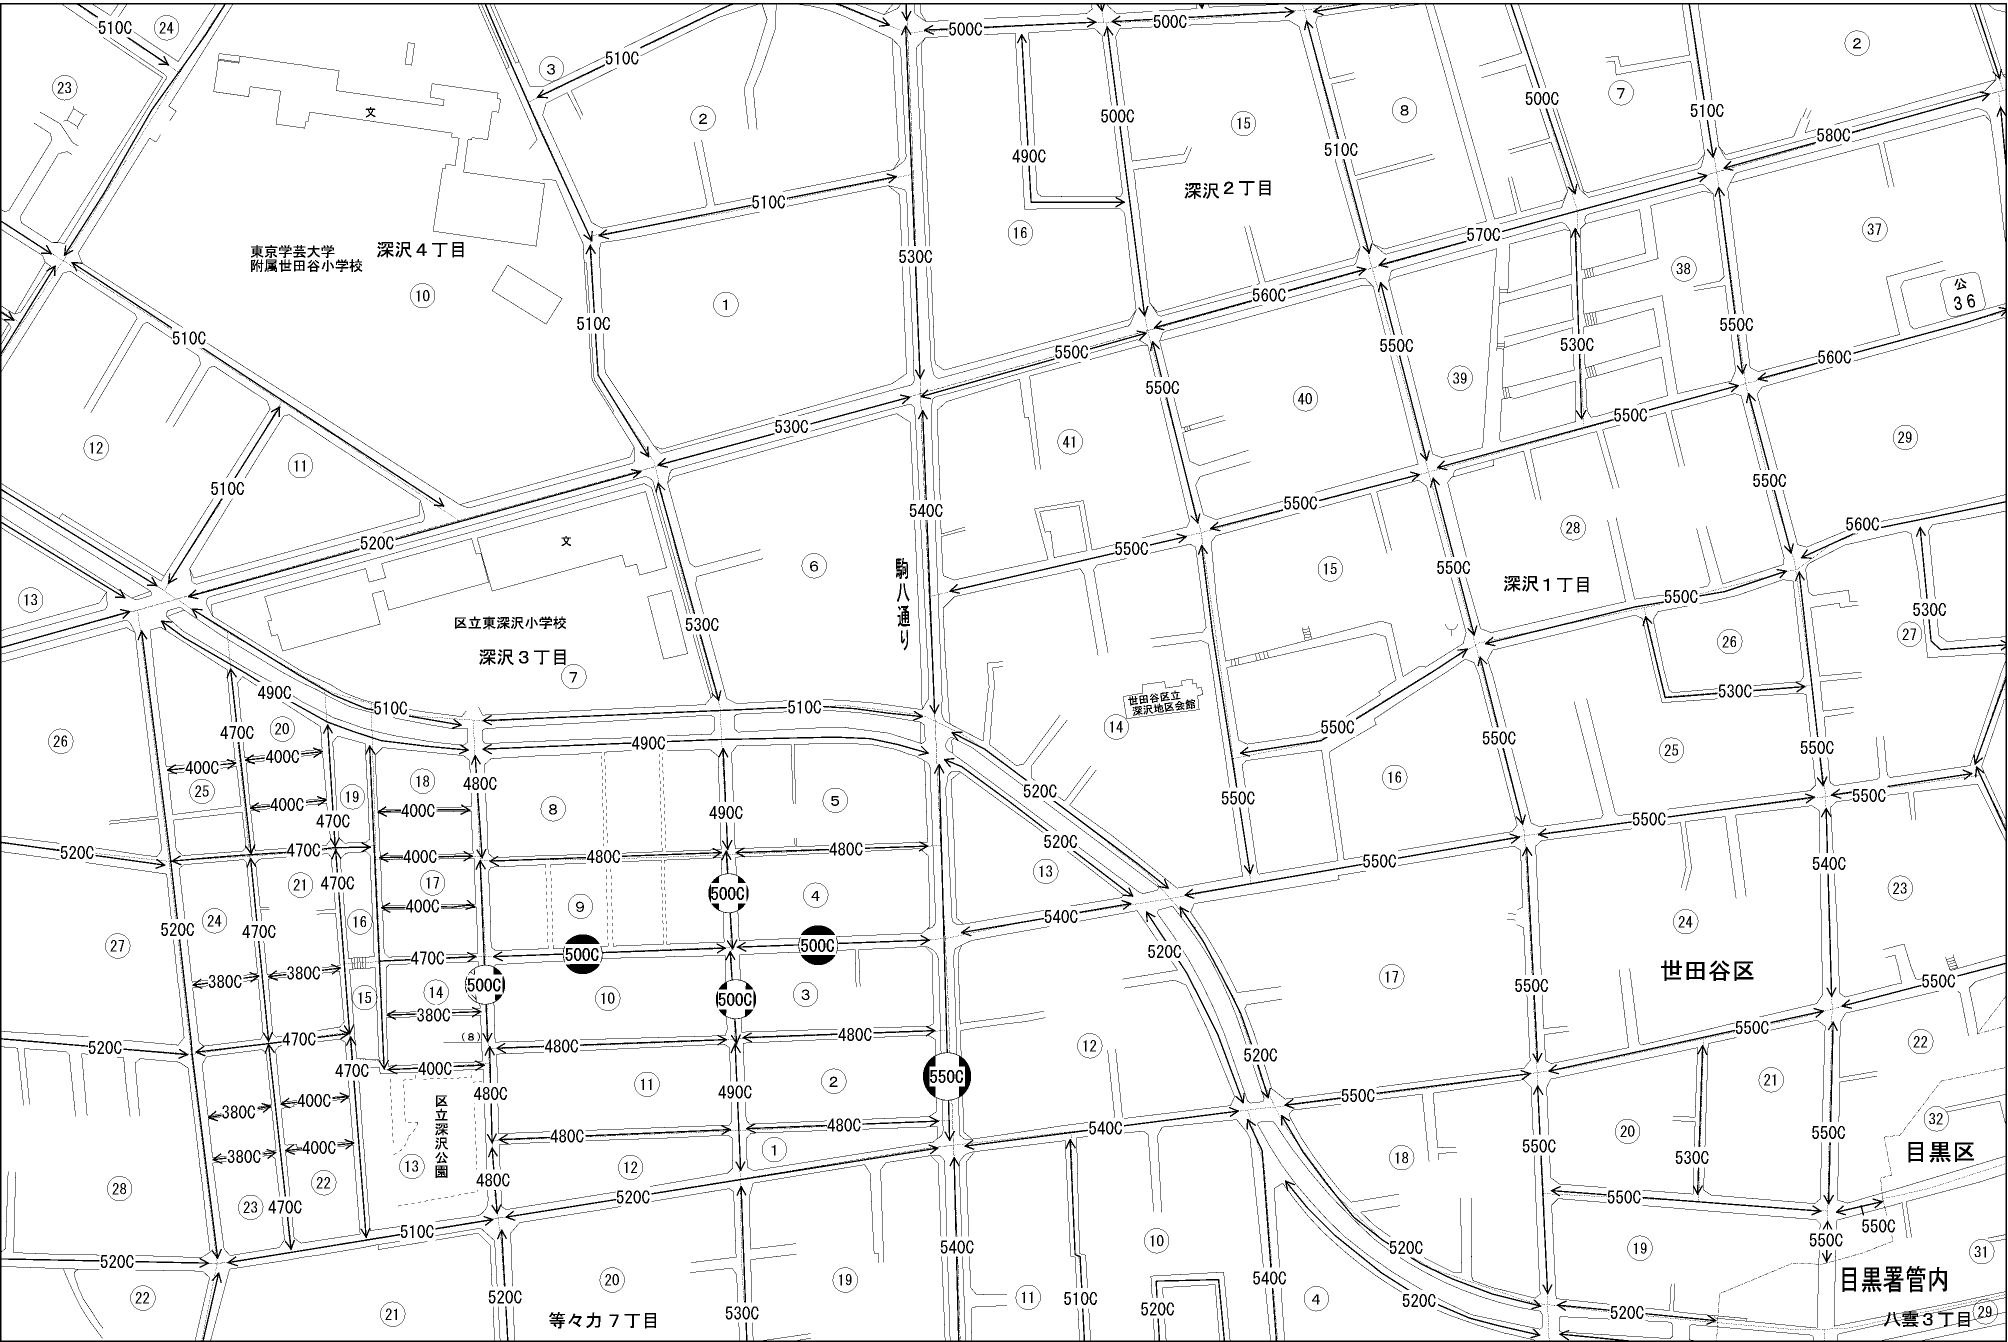 510C
24
500C
500C
2
23
3
510C
7
510C
580C
2
文
500C
15
8
500C
510C
490C
510C
深沢2丁目
510C
東京学芸大学
附属世田谷小学校
深沢4丁目
10
1
530C
16
570C
37
38
公
36
560C
510C
510C
550C
550C
530C
550C
550C
560C
550C
39
40
12
11
530C
41
550C
29
510C
550C
550C
520C
文
540C
550C
550C
28
560C
13
6
駒八通り
15
550C
深沢1丁目
550C
530C
区立東深沢小学校
深沢3丁目
7
530C
26
27
490C
510C
510C
世田谷区立
深沢地区会館
14
530C
550C
26
470C
20
490C
550C
25
550C
400C
400C
18
480C
16
25
19
400C
400C
8
490C
5
520C
550C
550C
550C
470C
520C
520C
470C
400C
480C
480C
550C
540C
21
470C
17
400C
500C
13
23
27
24
16
9
4
540C
24
520C
470C
470C
500C
500C
520C
世田谷区
380C
380C
500C
17
550C
550C
15
14
10
500C
3
380C
520C
470C
(8)
480C
480C
12
520C
550C
22
470C
400C
11
2
550C
550C
21
380C
400C
区立深沢公園
480C
490C
32
380C
400C
480C
480C
540C
20
550C
目黒区
28
22
13
480C
12
1
18
550C
530C
23
470C
520C
550C
550C
520C
510C
540C
10
520C
19
550C
31
22
21
520C
20
530C
19
11
510C
520C
540C
4
520C
520C
目黒署管内
等々力7丁目
八雲3丁目
29